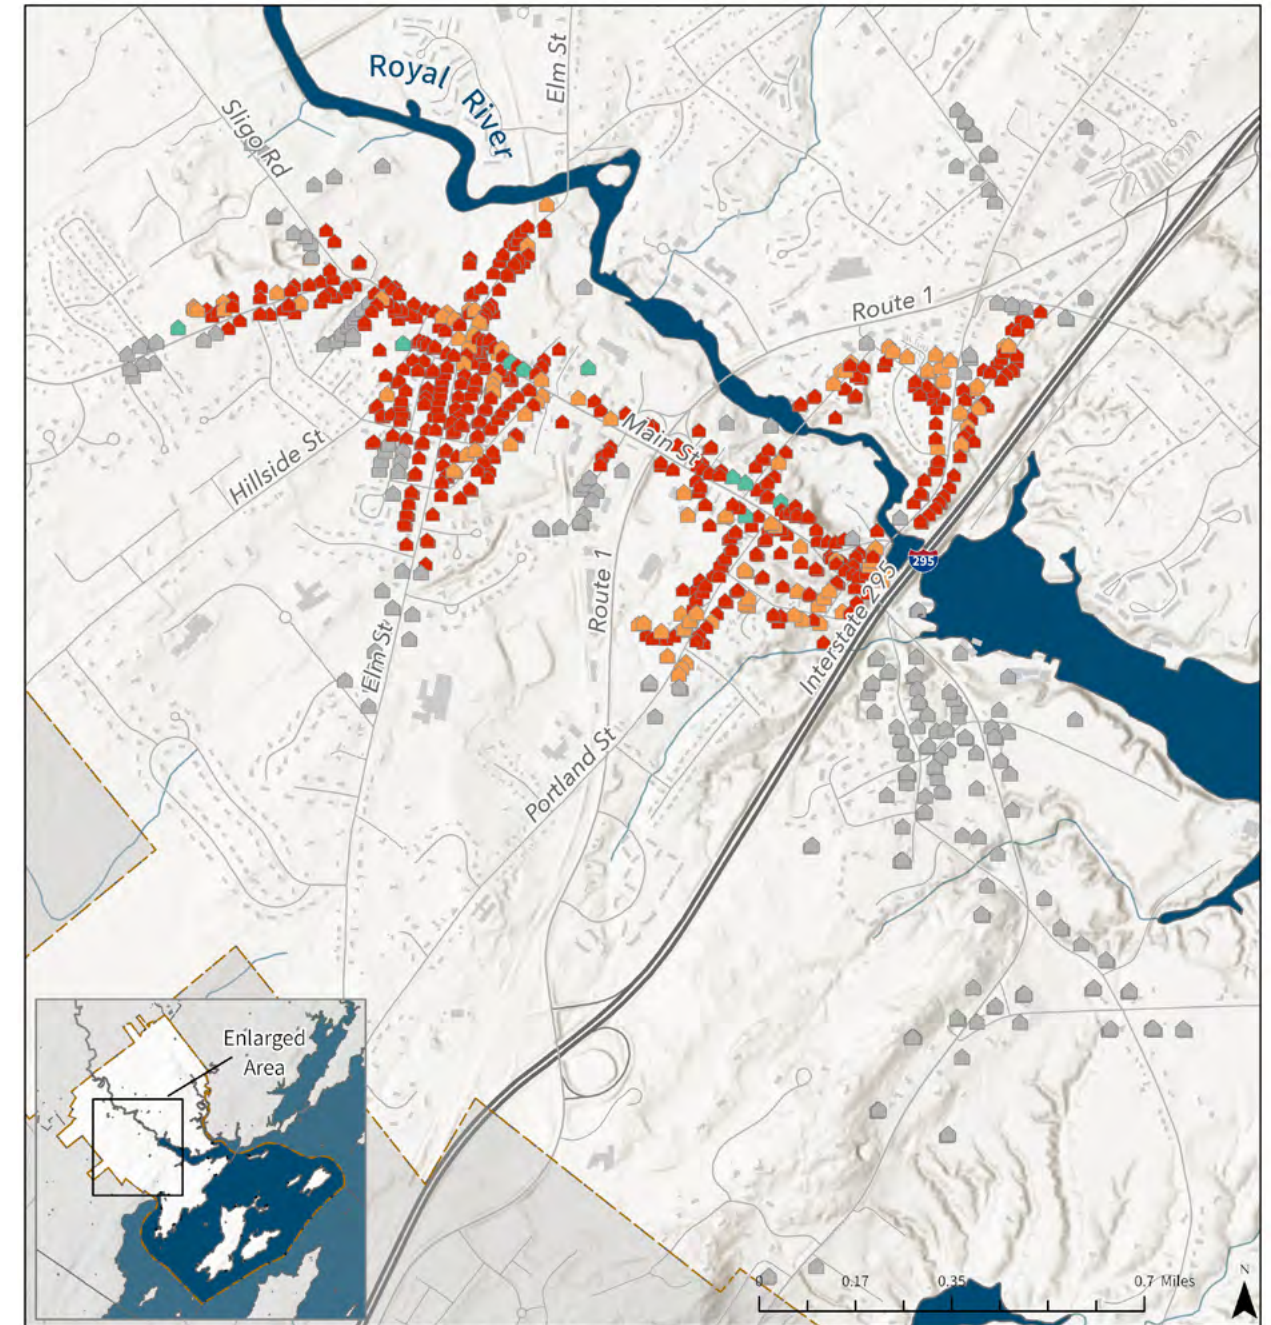 Elm St
Royal River
Sligo Rd
Route 1
Main St
Hillside St
295
Interstate 295
Route 1
Elm St
Portland St
Enlarged
Area
N
0 0.17 0.35 0.7 Miles